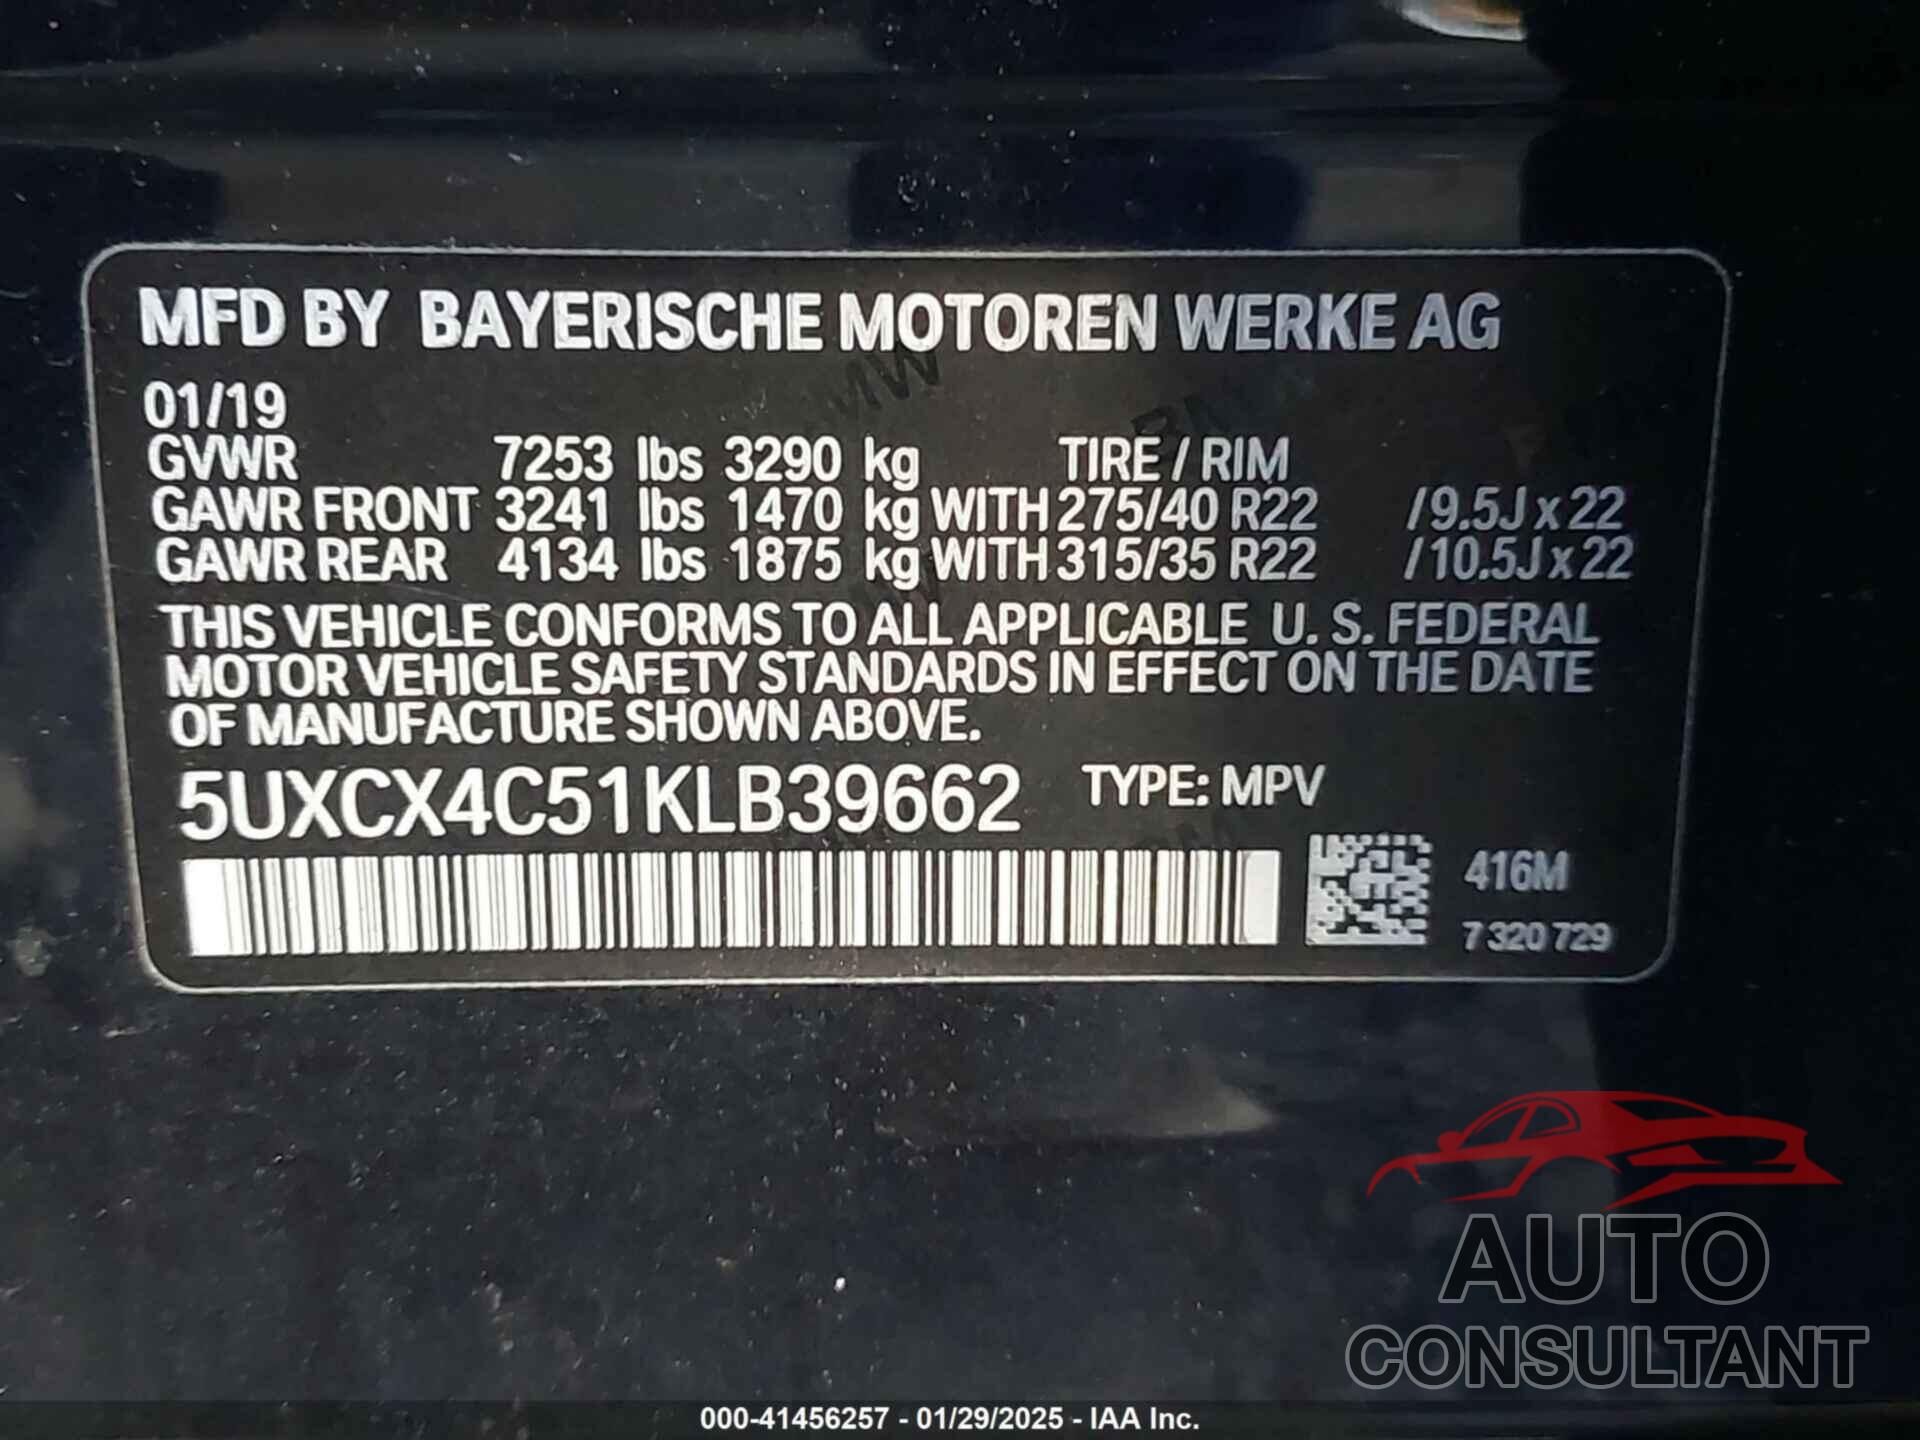 MFD BY BAYERISCHE MOTOREN WERKE AG
01/19
GVWR 7253 lbs 3290 kg TIRE / RIM
GAWR FRONT 3241 lbs 1470 kg WITH 275/40 R22 /9.5J x 22
GAWR REAR 4134 lbs 1875 kg WITH 315/35 R22 /10.5J x 22
THIS VEHICLE CONFORMS TO ALL APPLICABLE U. S. FEDERAL
MOTOR VEHICLE SAFETY STANDARDS IN EFFECT ON THE DATE
OF MANUFACTURE SHOWN ABOVE.
5UXCX4C51KLB39662 TYPE: MPV
416M
7 320 729
AUTO
CONSULTANT
000-41456257 - 01/29/2025 - IAA Inc.